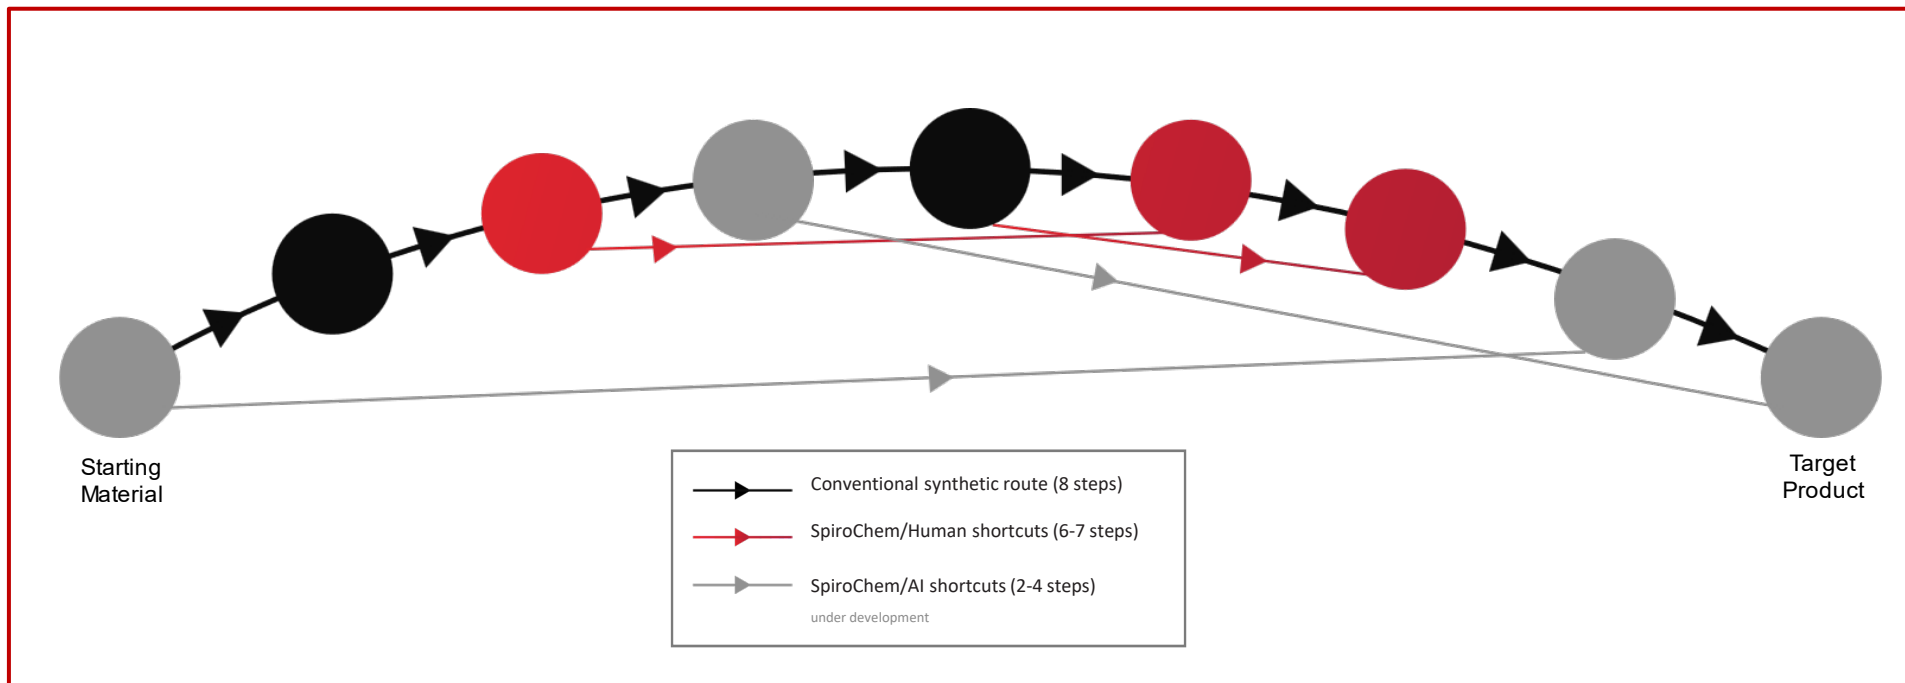 Starting
Material
Target
Product
Conventional synthetic route (8 steps)
SpiroChem/Human shortcuts (6-7 steps)
SpiroChem/AI shortcuts (2-4 steps)
under development